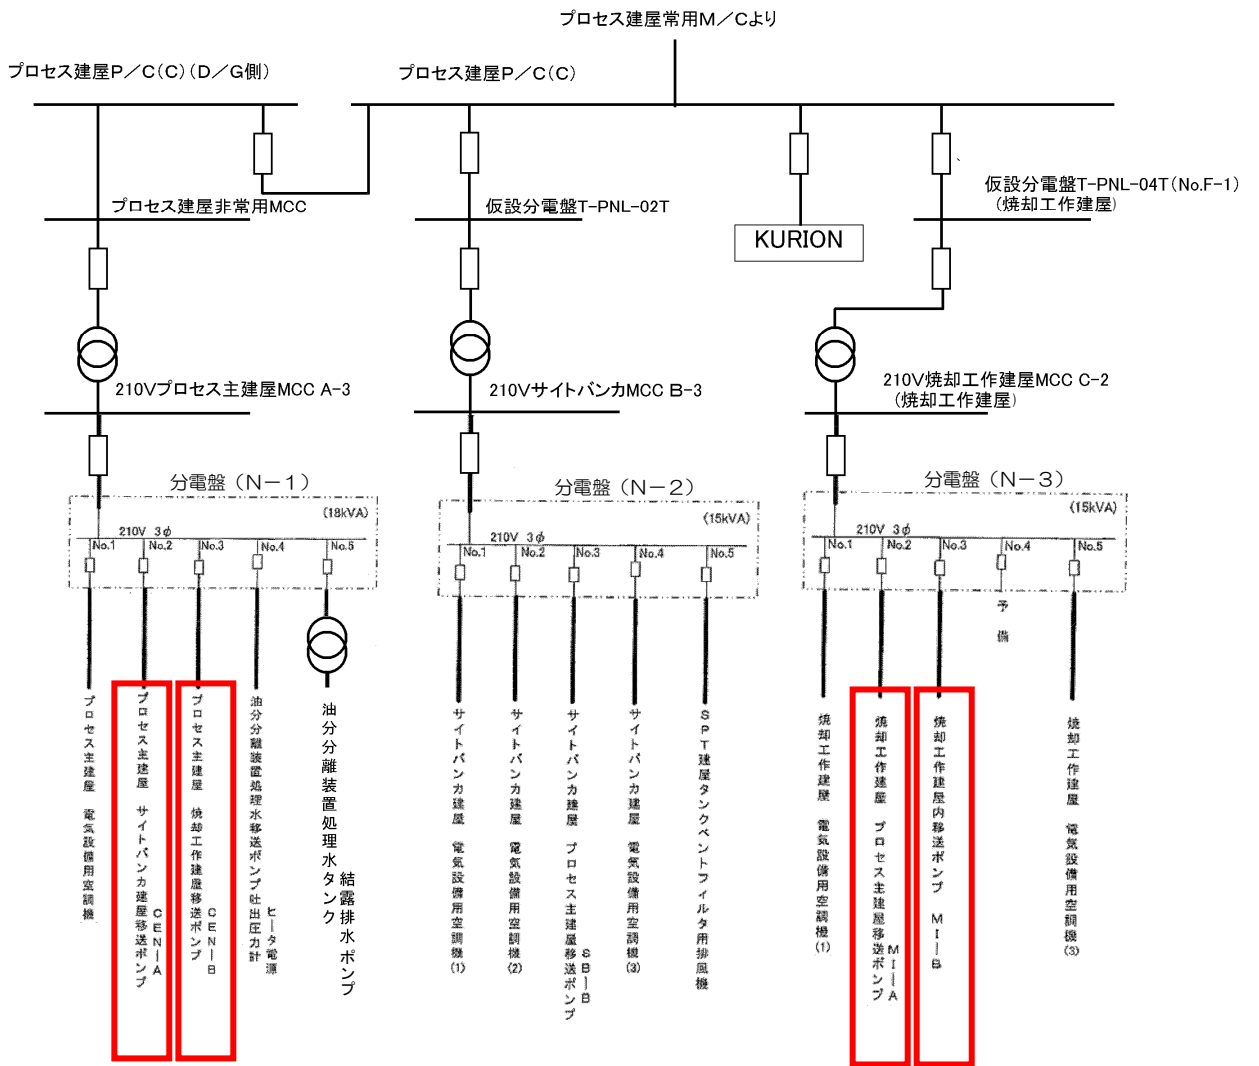 プロセス建屋常用M／Cより
プロセス建屋P／C(C)(D／G側)
プロセス建屋P／C(C)
プロセス建屋非常用MCC
仮設分電盤T-PNL-02T
KURION
仮設分電盤T-PNL-04T(No.F-1)
(焼却工作建屋)
210Vプロセス主建屋MCC A-3
210VサイトバンカMCC B-3
210V焼却工作建屋MCC C-2
(焼却工作建屋)
分電盤（N－1）
(18kVA)
210V 3φ
No.1
No.2
No.3
No.4
No.5
プロセス主建屋 電気設備用空調機
プロセス主建屋 サイトバンカ建屋移送ポンプ
CEN－A
プロセス主建屋 焼却工作建屋移送ポンプ
CEN－B
油分分離装置処理水移送ポンプ吐出圧力計
ヒータ電源
油分分離装置処理水タンク
結露排水ポンプ
分電盤（N－2）
(15kVA)
210V 3φ
No.1
No.2
No.3
No.4
No.5
サイトバンカ建屋 電気設備用空調機(1)
サイトバンカ建屋 電気設備用空調機(2)
サイトバンカ建屋 プロセス主建屋移送ポンプ
SB－B
サイトバンカ建屋 電気設備用空調機(3)
SPT建屋タンクベントフィルタ用排風機
分電盤（N－3）
(15kVA)
210V 3φ
No.1
No.2
No.3
No.4
No.5
焼却工作建屋 電気設備用空調機(1)
焼却工作建屋 プロセス主建屋移送ポンプ
MI－A
焼却工作建屋内移送ポンプ MI－B
予備
焼却工作建屋 電気設備用空調機(3)